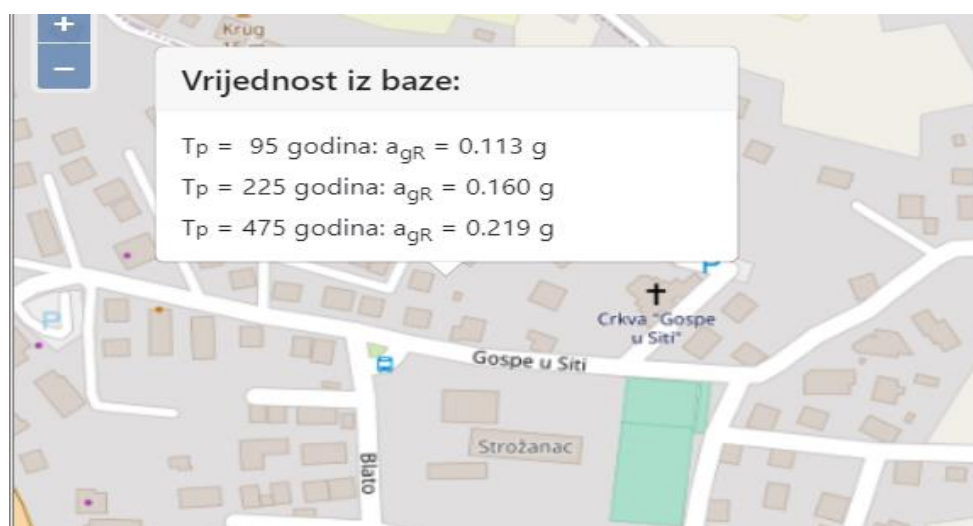 +
Krug
−
Vrijednost iz baze:
Tp = 95 godina: agR = 0.113 g
Tp = 225 godina: agR = 0.160 g
Tp = 475 godina: agR = 0.219 g
P
P
Crkva "Gospe
u Siti"
Gospe u Siti
Strožanac
Blato